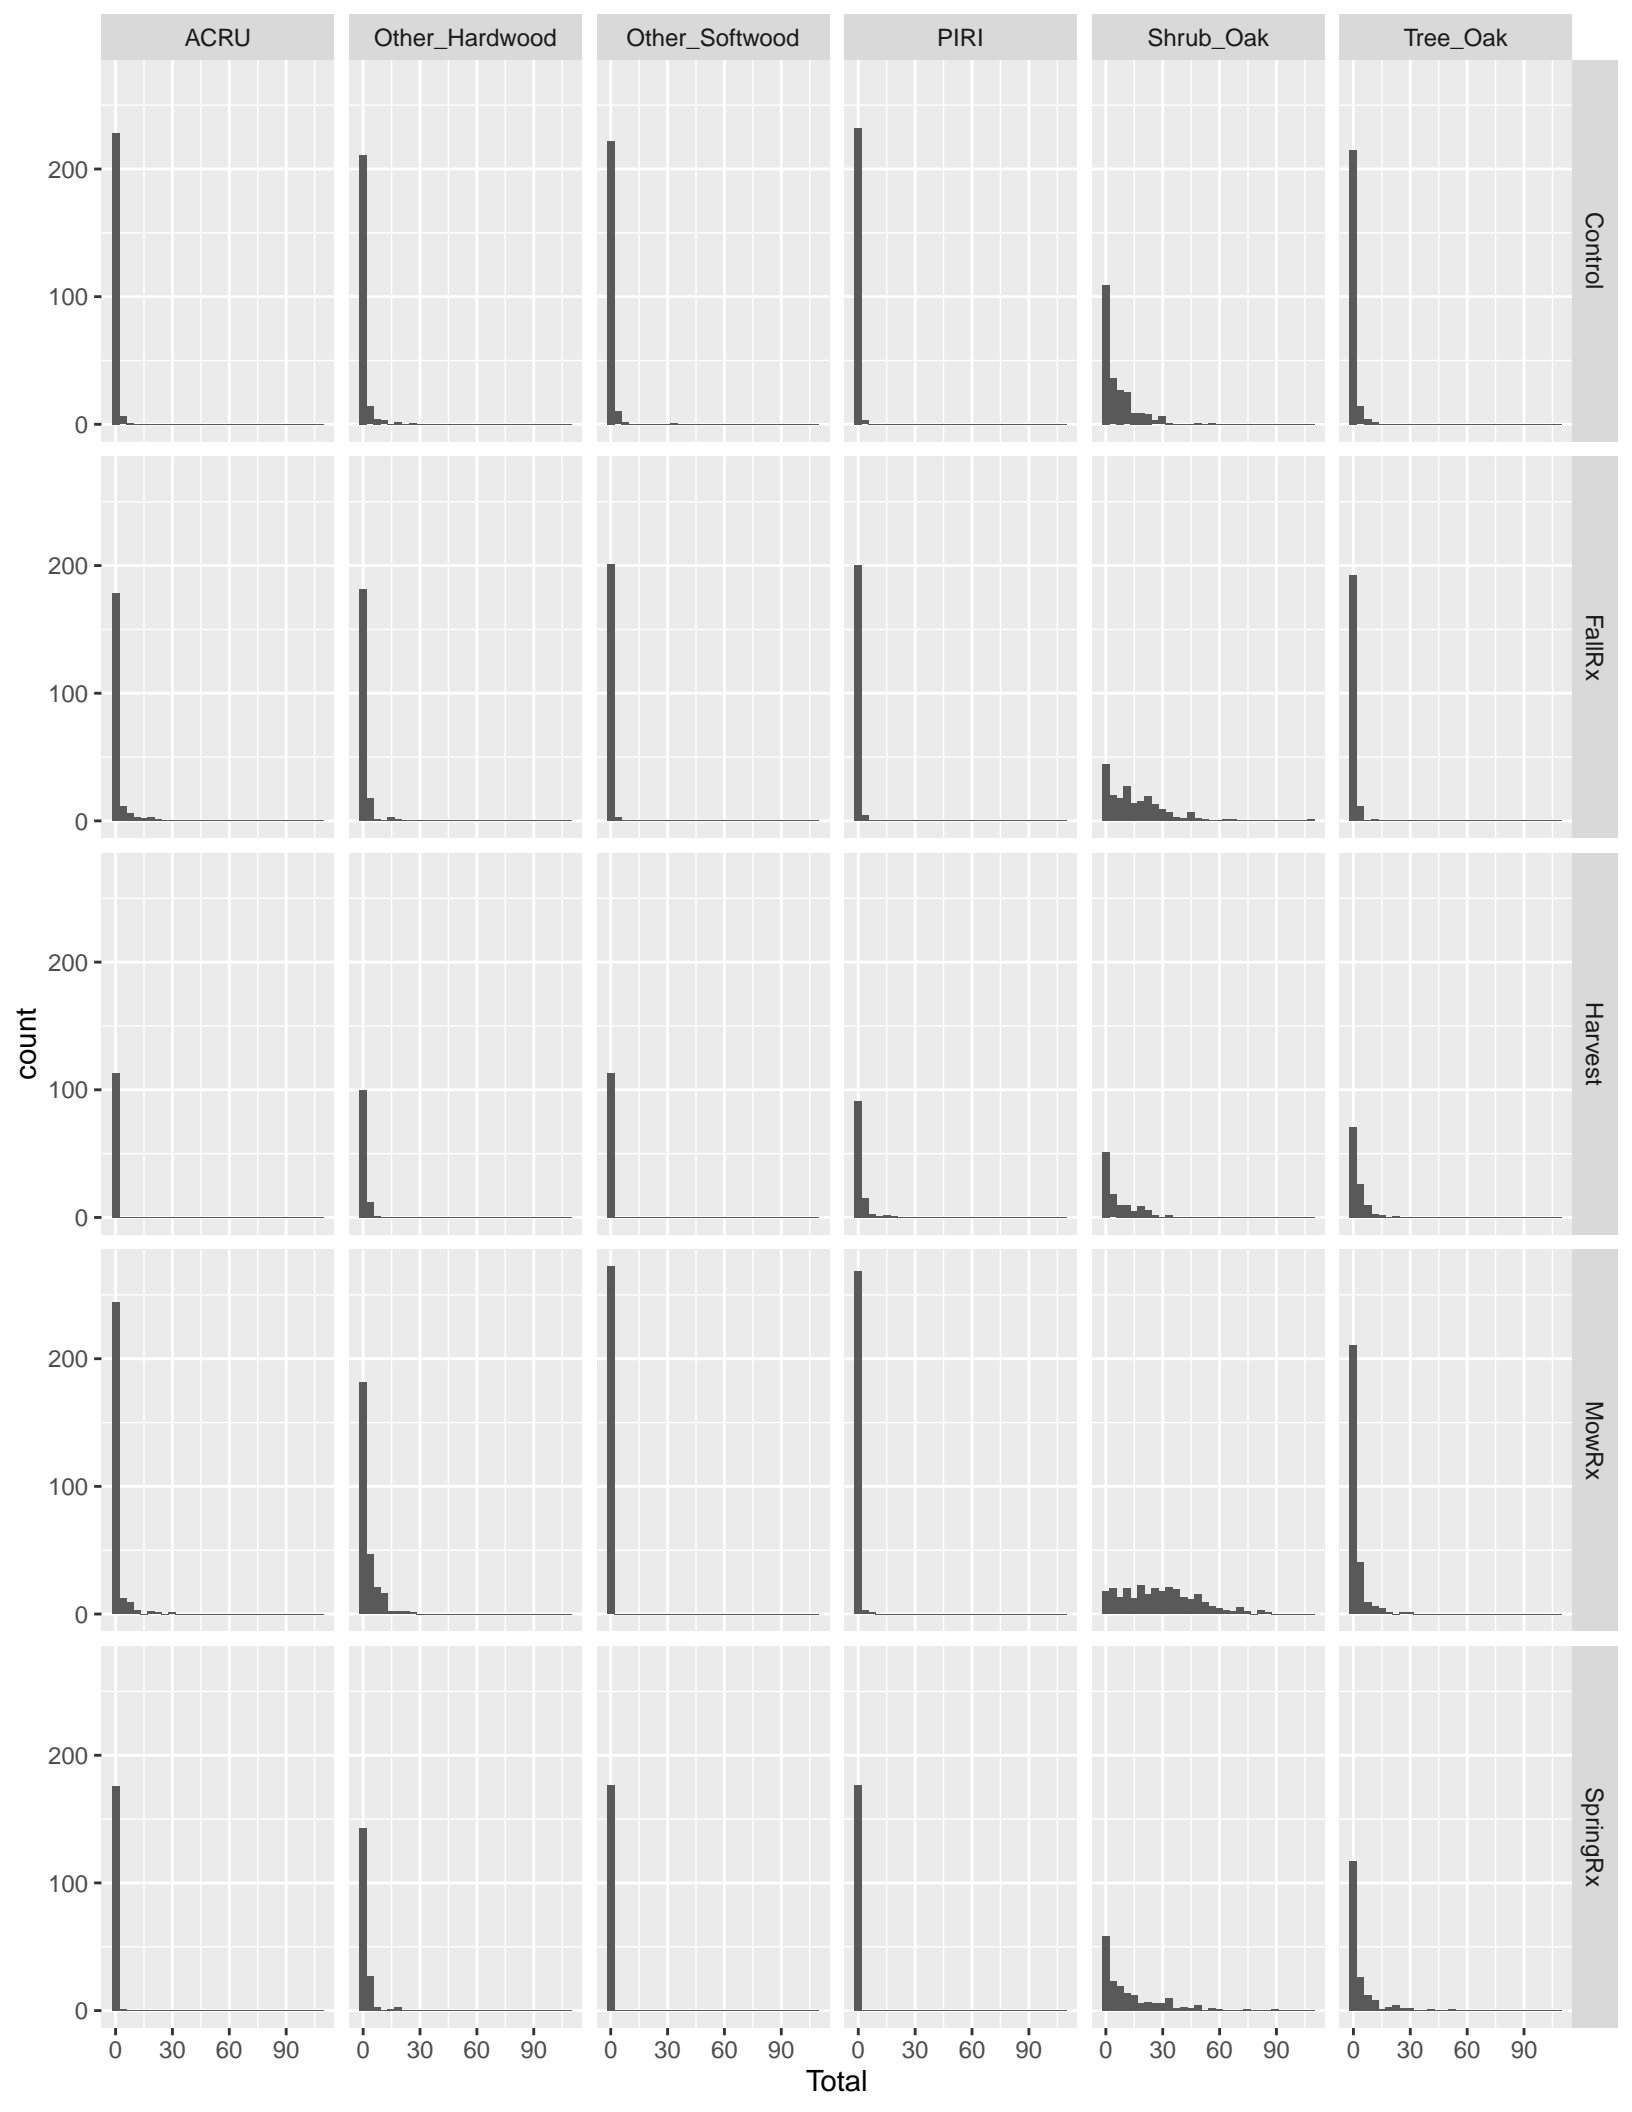 ACRU Other_Hardwood Other_Softwood PIRI Shrub_Oak Tree_Oak
200
100
0
Control
200
100
0
FallRx
200
100
0
Harvest
200
100
0
MowRx
200
100
0
SpringRx
count
0 30 60 90 0 30 60 90 0 30 60 90 0 30 60 90 0 30 60 90 0 30 60 90
Total